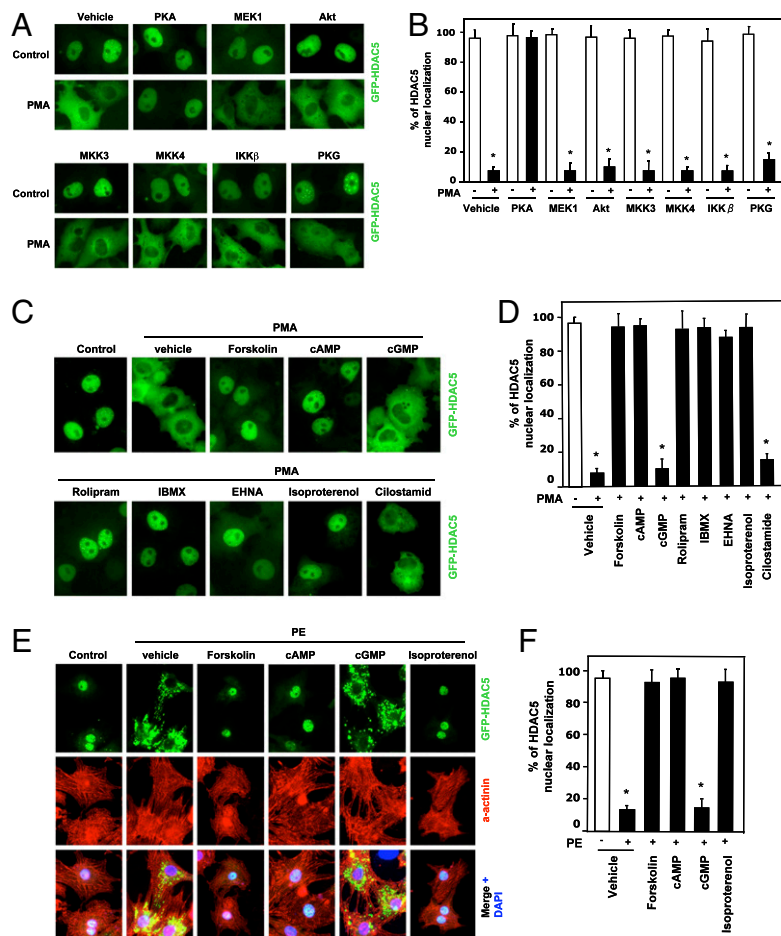 A
Vehicle PKA MEK1 Akt
Control
PMA
GFP-HDAC5
MKK3 MKK4 IKKβ PKG
Control
PMA
GFP-HDAC5
B
% of HDAC5
nuclear localization
100
80
60
40
20
0
* * * * * * *
PMA - + - + - + - + - + - + - + - +
Vehicle PKA MEK1 Akt MKK3 MKK4 IKKβ PKG
C
PMA
Control vehicle Forskolin cAMP cGMP
GFP-HDAC5
PMA
Rolipram IBMX EHNA Isoproterenol Cilostamid
GFP-HDAC5
D
% of HDAC5
nuclear localization
100
80
60
40
20
0
* * *
PMA - + + + + + + + + +
Vehicle
Forskolin
cAMP
cGMP
Rolipram
IBMX
EHNA
Isoproterenol
Cilostamide
E
PE
Control vehicle Forskolin cAMP cGMP Isoproterenol
GFP-HDAC5
a-actinin
Merge +
DAPI
F
% of HDAC5
nuclear localization
100
80
60
40
20
0
* *
PE - + + + + +
Vehicle
Forskolin
cAMP
cGMP
Isoproterenol